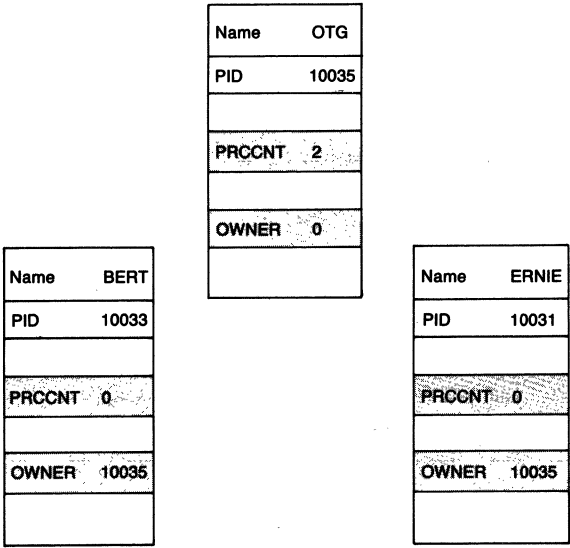 Name OTG
PID 10035
PRCCNT 2
OWNER 0
Name BERT
PID 10033
PRCCNT 0
OWNER 10035
Name ERNIE
PID 10031
PRCCNT 0
OWNER 10035